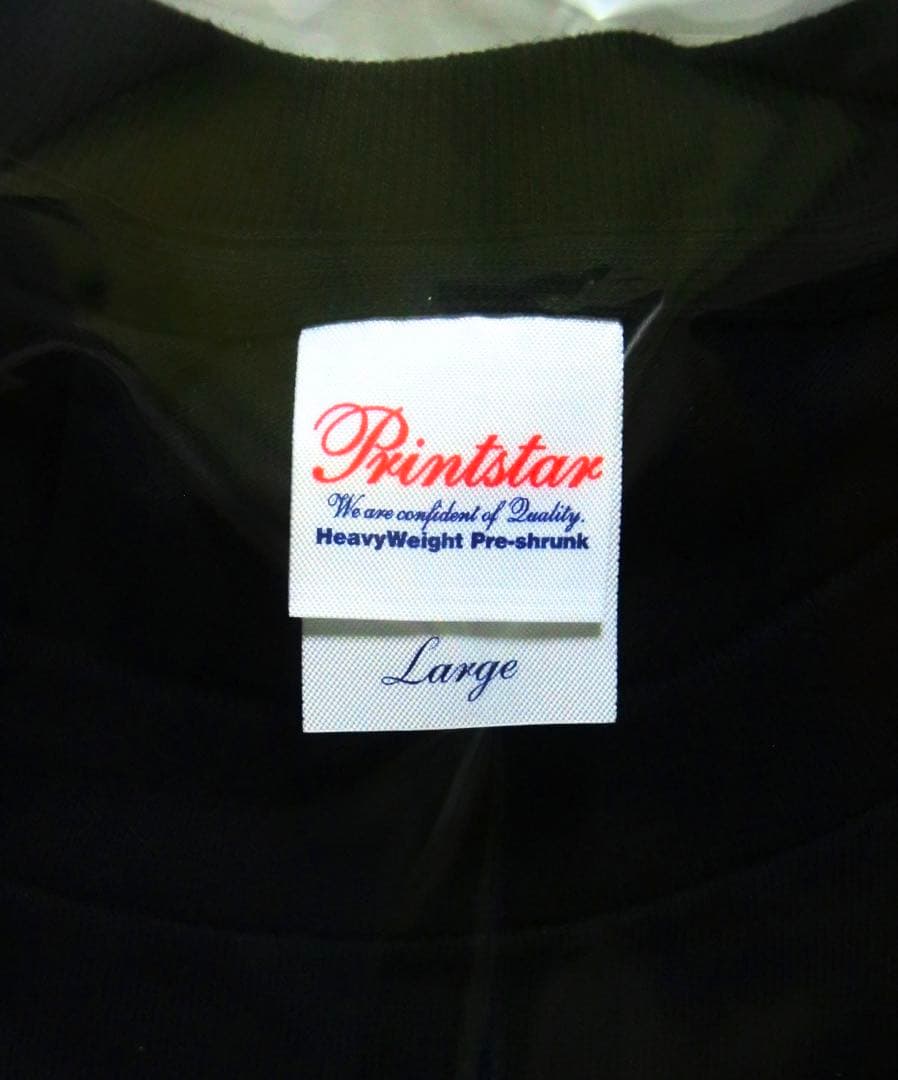 Printstar
We are confident of Quality.
HeavyWeight Pre-shrunk
Large